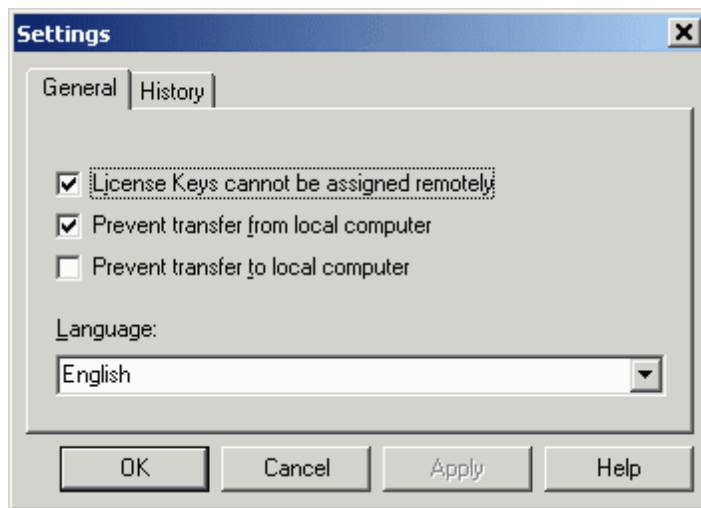 Settings
General History
License Keys cannot be assigned remotely
Prevent transfer from local computer
Prevent transfer to local computer
Language:
English
OK Cancel Apply Help